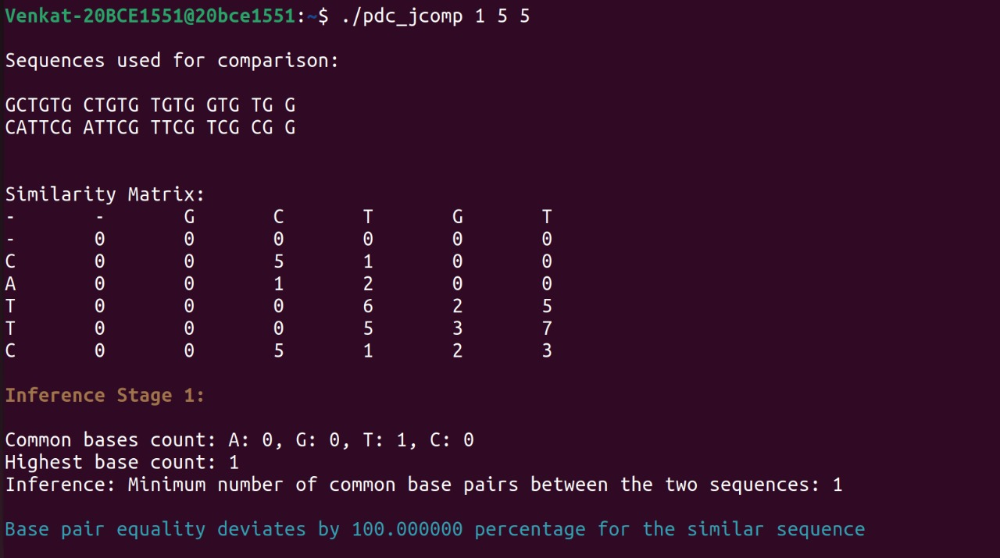 Venkat-20BCE1551@20bce1551:~$ ./pdc_jcomp 1 5 5
Sequences used for comparison:
GCTGTG CTGTG TGTG GTG TG G
CATTCG ATTCG TTCG TCG CG G
Similarity Matrix:
- - G C T G T
- 0 0 0 0 0 0
C 0 0 5 1 0 0
A 0 0 1 2 0 0
T 0 0 0 6 2 5
T 0 0 0 5 3 7
C 0 0 5 1 2 3
Inference Stage 1:
Common bases count: A: 0, G: 0, T: 1, C: 0
Highest base count: 1
Inference: Minimum number of common base pairs between the two sequences: 1
Base pair equality deviates by 100.000000 percentage for the similar sequence